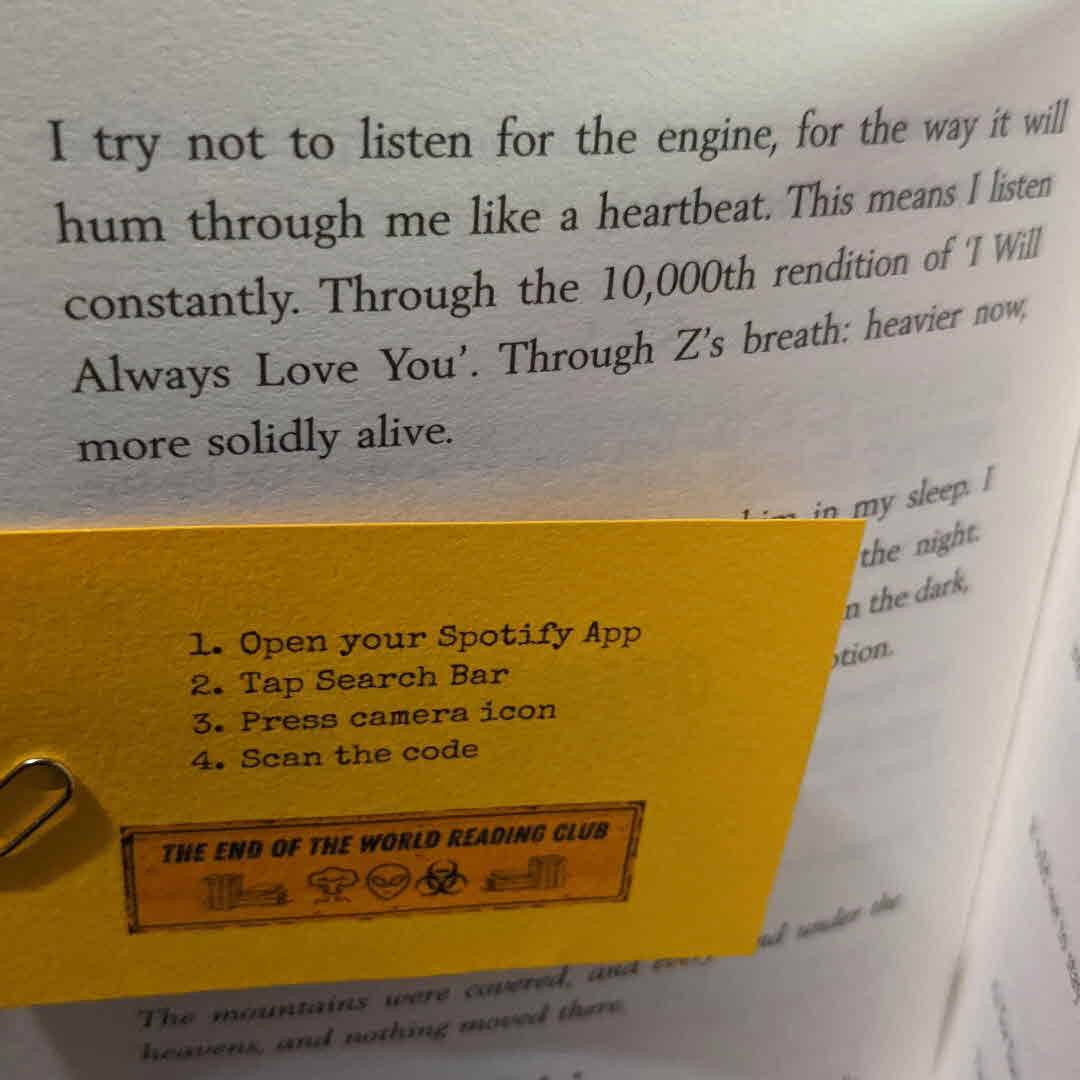 I try not to listen for the engine, for the way it will
hum through me like a heartbeat. This means I listen
constantly. Through the 10,000th rendition of ‘I Will
Always Love You’. Through Z’s breath: heavier now,
more solidly alive.
in my sleep. I
the night.
the dark,
1. Open your Spotify App
2. Tap Search Bar
3. Press camera icon
4. Scan the code
THE END OF THE WORLD READING CLUB
under the
The mountains were covered, and
heavens, and nothing moved there.